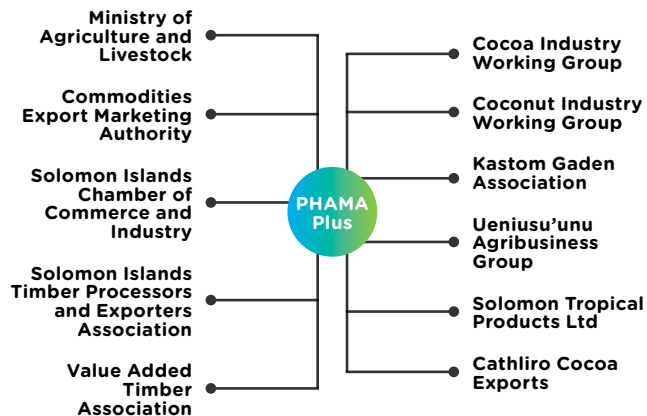 Ministry of
Agriculture and
Livestock
Commodities
Export Marketing
Authority
Solomon Islands
Chamber of
Commerce and
Industry
Solomon Islands
Timber Processors
and Exporters
Association
Value Added
Timber
Association
PHAMA
Plus
Cocoa Industry
Working Group
Coconut Industry
Working Group
Kastom Gaden
Association
Ueniusu’unu
Agribusiness
Group
Solomon Tropical
Products Ltd
Cathliro Cocoa
Exports